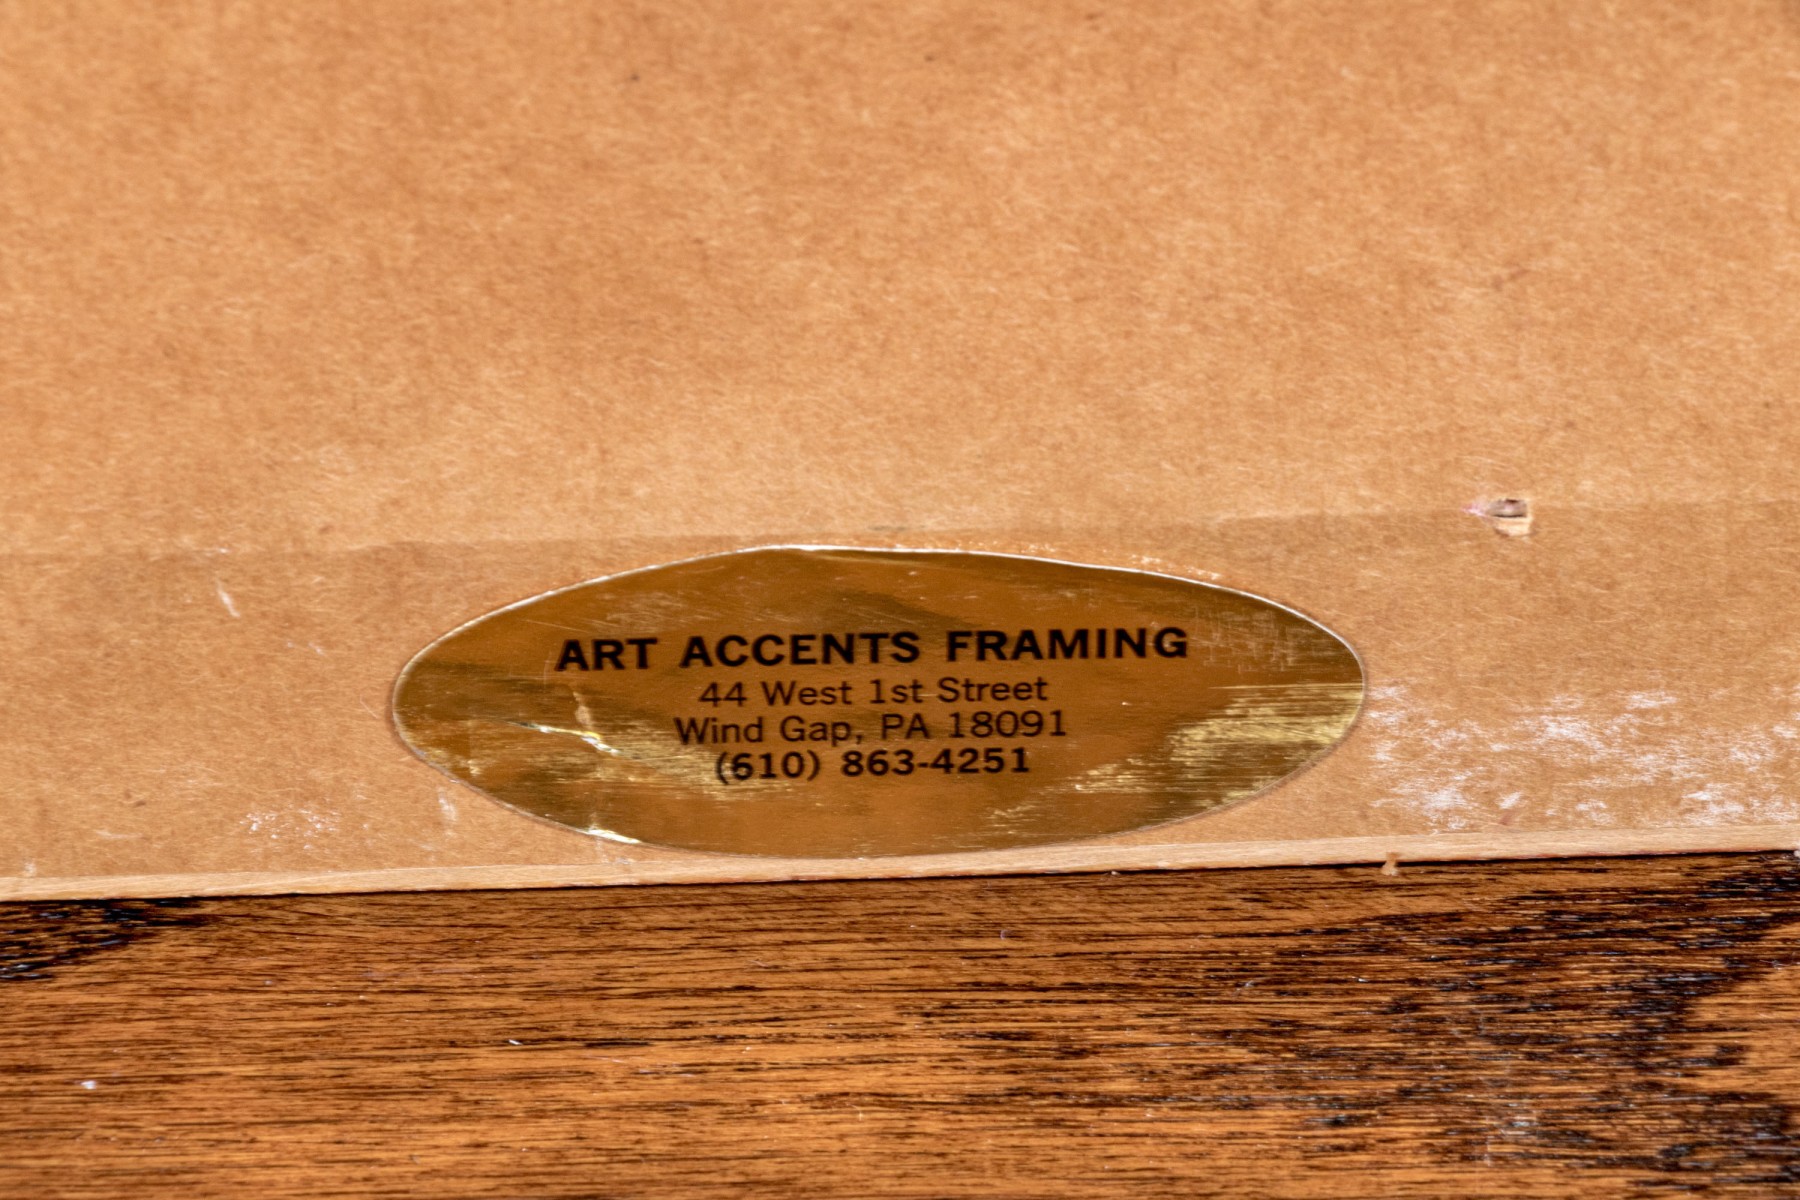 ART ACCENTS FRAMING
44 West 1st Street
Wind Gap, PA 18091
(610) 863-4251